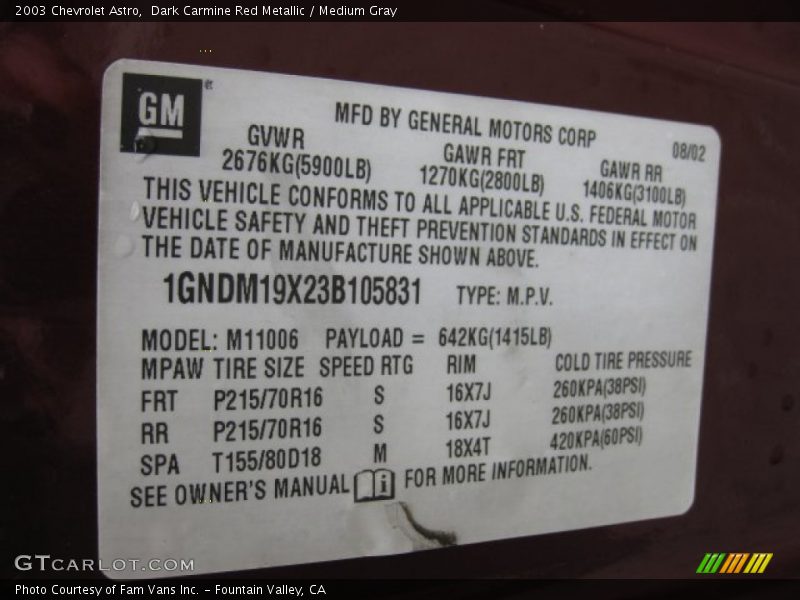 2003 Chevrolet Astro, Dark Carmine Red Metallic / Medium Gray
GM
MFD BY GENERAL MOTORS CORP
08/02
GVWR GAWR FRT GAWR RR
2676KG(5900LB) 1270KG(2800LB) 1406KG(3100LB)
THIS VEHICLE CONFORMS TO ALL APPLICABLE U.S. FEDERAL MOTOR
VEHICLE SAFETY AND THEFT PREVENTION STANDARDS IN EFFECT ON
THE DATE OF MANUFACTURE SHOWN ABOVE.
1GNDM19X23B105831 TYPE: M.P.V.
MODEL: M11006 PAYLOAD = 642KG(1415LB)
MPAW TIRE SIZE SPEED RTG RIM COLD TIRE PRESSURE
FRT P215/70R16 S 16X7J 260KPA(38PSI)
RR P215/70R16 S 16X7J 260KPA(38PSI)
SPA T155/80D18 M 18X4T 420KPA(60PSI)
SEE OWNER'S MANUAL i FOR MORE INFORMATION.
GTCARLOT.COM
Photo Courtesy of Fam Vans Inc. - Fountain Valley, CA